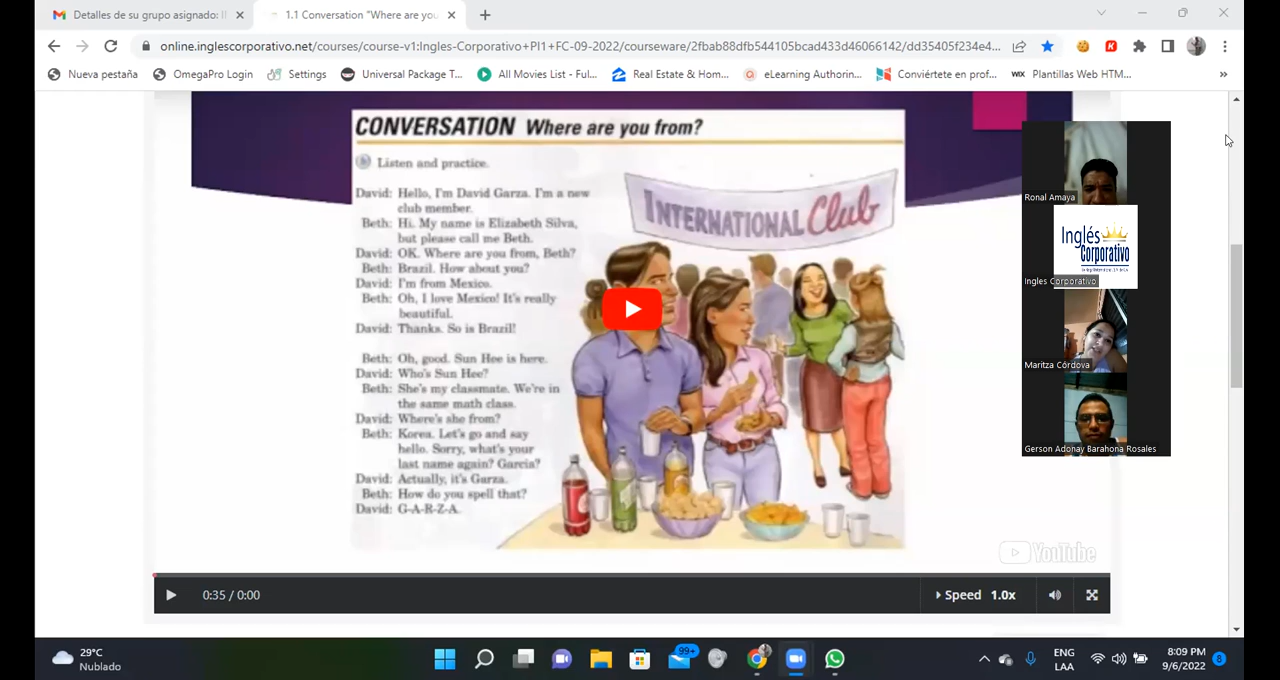 Detalles de su grupo asignado: I
1.1 Conversation "Where are you
online.inglescorporativo.net/courses/course-v1:Ingles-Corporativo+PI1+FC-09-2022/courseware/2fbab88dfb544105bcad433d46066142/dd35405f234e4...
Nueva pestaña
OmegaPro Login
Settings
Universal Package T...
All Movies List - Ful...
Real Estate & Hom...
eLearning Authorin...
Conviértete en prof...
WIX Plantillas Web HTM...
CONVERSATION Where are you from?
Listen and practice.
INTERNATIONAL Club
David: Hello, I'm David Garza. I'm a new
club member.
Beth: Hi. My name is Elizabeth Silva,
but please call me Beth.
David: OK. Where are you from, Beth?
Beth: Brazil. How about you?
David: I'm from Mexico.
Beth: Oh, I love Mexico! It's really
beautiful.
David: Thanks. So is Brazil!
Beth: Oh, good. Sun Hee is here.
David: Who's Sun Hee?
Beth: She's my classmate. We're in
the same math class.
David: Where's she from?
Beth: Korea. Let's go and say
hello. Sorry, what's your
last name again? Garcia?
David: Actually, it's Garza.
Beth: How do you spell that?
David: G-A-R-Z-A.
Ronal Amaya
Inglés
Corporativo
Ingles Corporativo
Maritza Córdova
Gerson Adonay Barahona Rosales
YouTube
0:35 / 0:00
Speed 1.0x
29°C
Nublado
99+
ENG
LAA
8:09 PM
9/6/2022
8